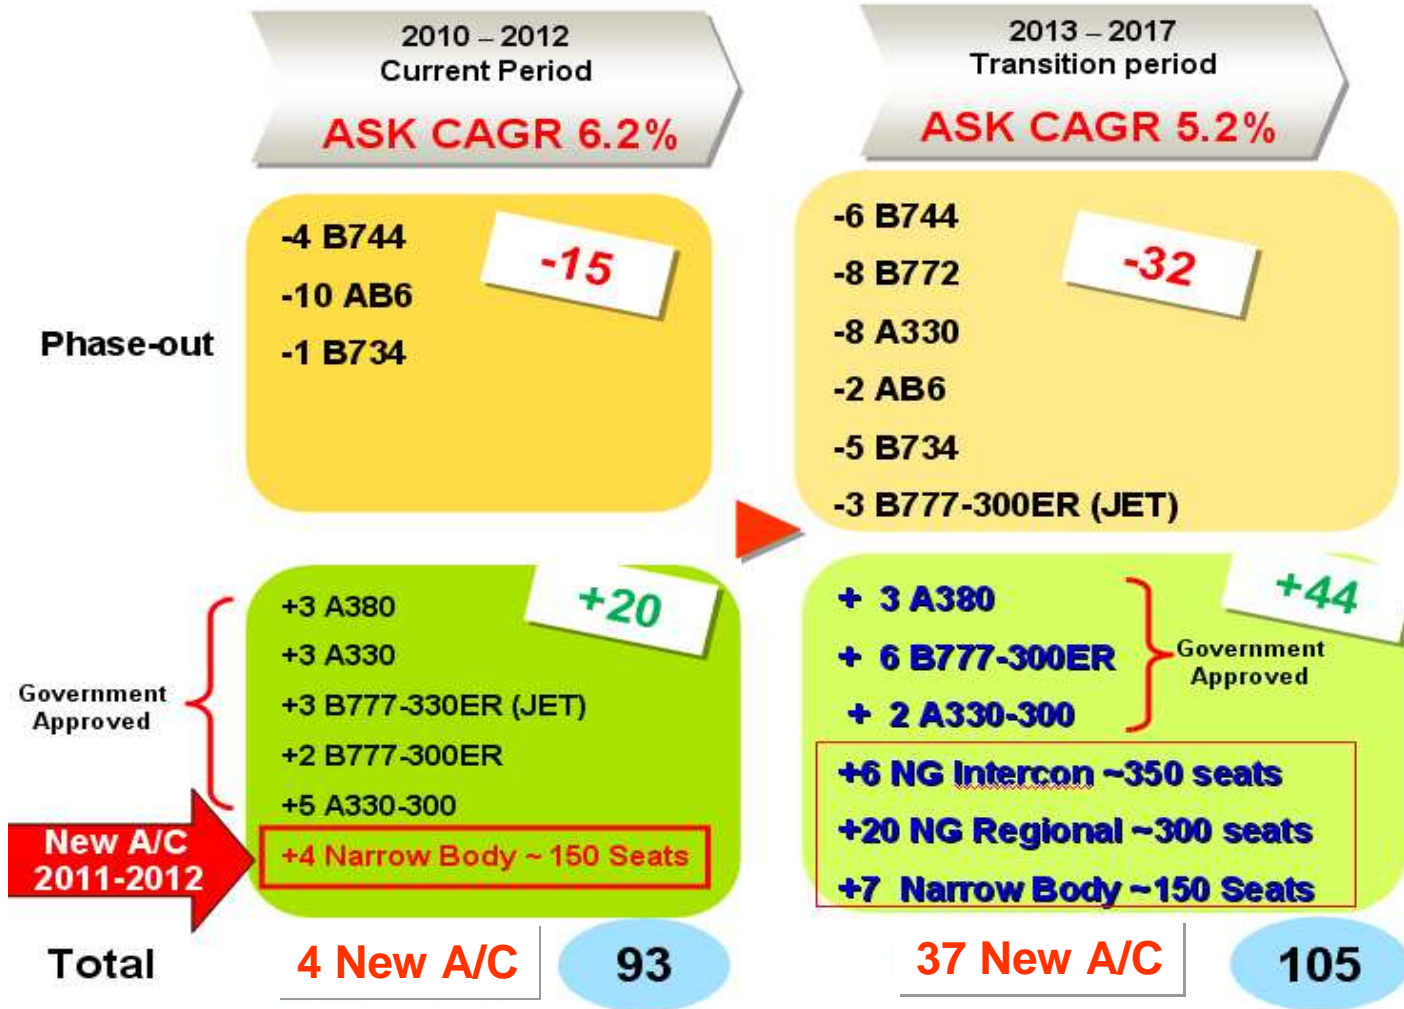 2010 – 2012
Current Period
ASK CAGR 6.2%
2013 – 2017
Transition period
ASK CAGR 5.2%
Phase-out
-4 B744
-10 AB6
-1 B734
-15
-6 B744
-8 B772
-8 A330
-2 AB6
-5 B734
-3 B777-300ER (JET)
-32
Government
Approved
+3 A380
+3 A330
+3 B777-330ER (JET)
+2 B777-300ER
+5 A330-300
+4 Narrow Body ~ 150 Seats
+20
New A/C
2011-2012
+ 3 A380
+ 6 B777-300ER
+ 2 A330-300
+6 NG Intercon ~350 seats
+20 NG Regional ~300 seats
+7 Narrow Body ~150 Seats
+44
Government
Approved
Total
4 New A/C
93
37 New A/C
105